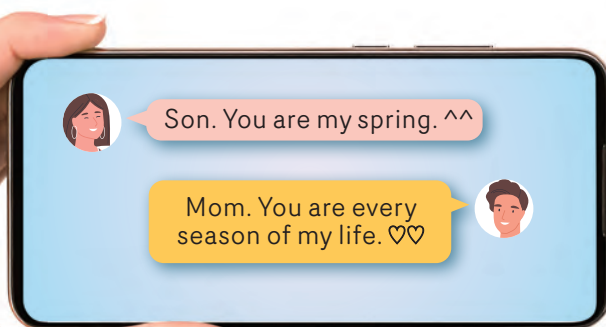 Son. You are my spring. ^^
Mom. You are every
season of my life. ♡♡